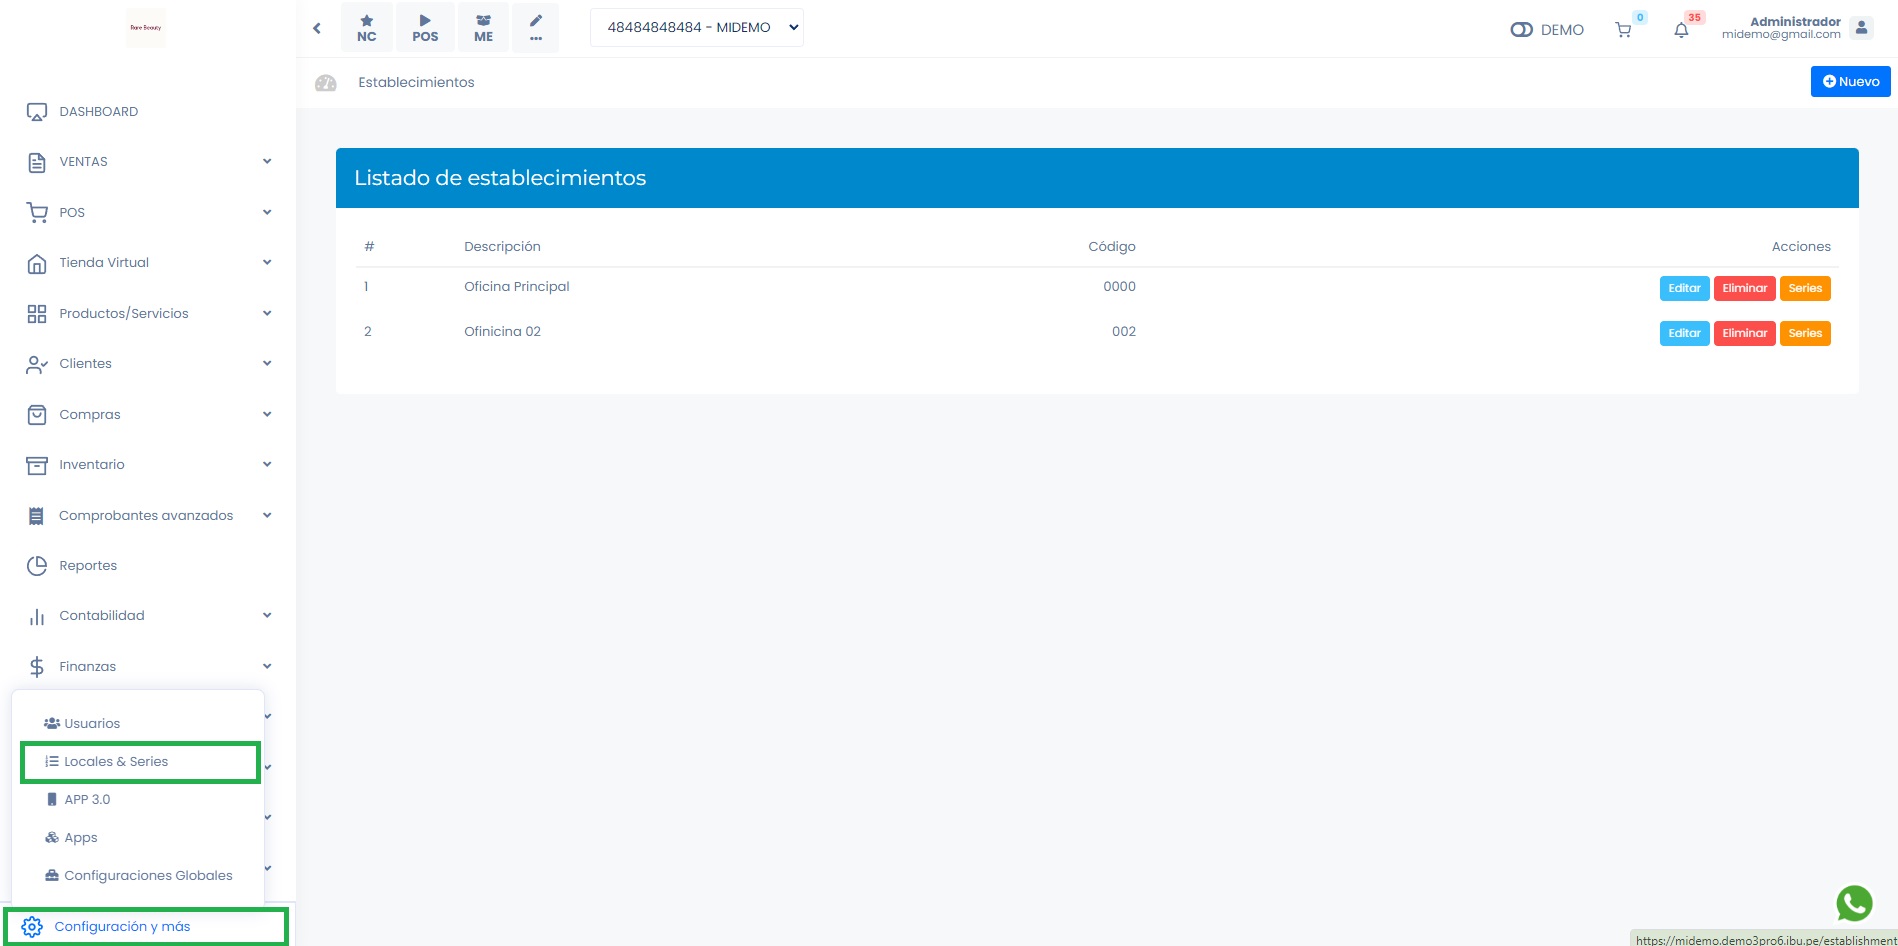 Rare Beauty
NC
POS
ME
...
48484848484 - MIDEMO
DEMO
0
35
Administrador
midemo@gmail.com
Establecimientos
Nuevo
DASHBOARD
VENTAS
POS
Tienda Virtual
Productos/Servicios
Clientes
Compras
Inventario
Comprobantes avanzados
Reportes
Contabilidad
Finanzas
Usuarios
Locales & Series
APP 3.0
Apps
Configuraciones Globales
Configuración y más
Listado de establecimientos
# Descripción Código Acciones
1 Oficina Principal 0000 Editar Eliminar Series
2 Ofinicina 02 002 Editar Eliminar Series
https://midemo.demo3pro6.ibu.pe/establishment